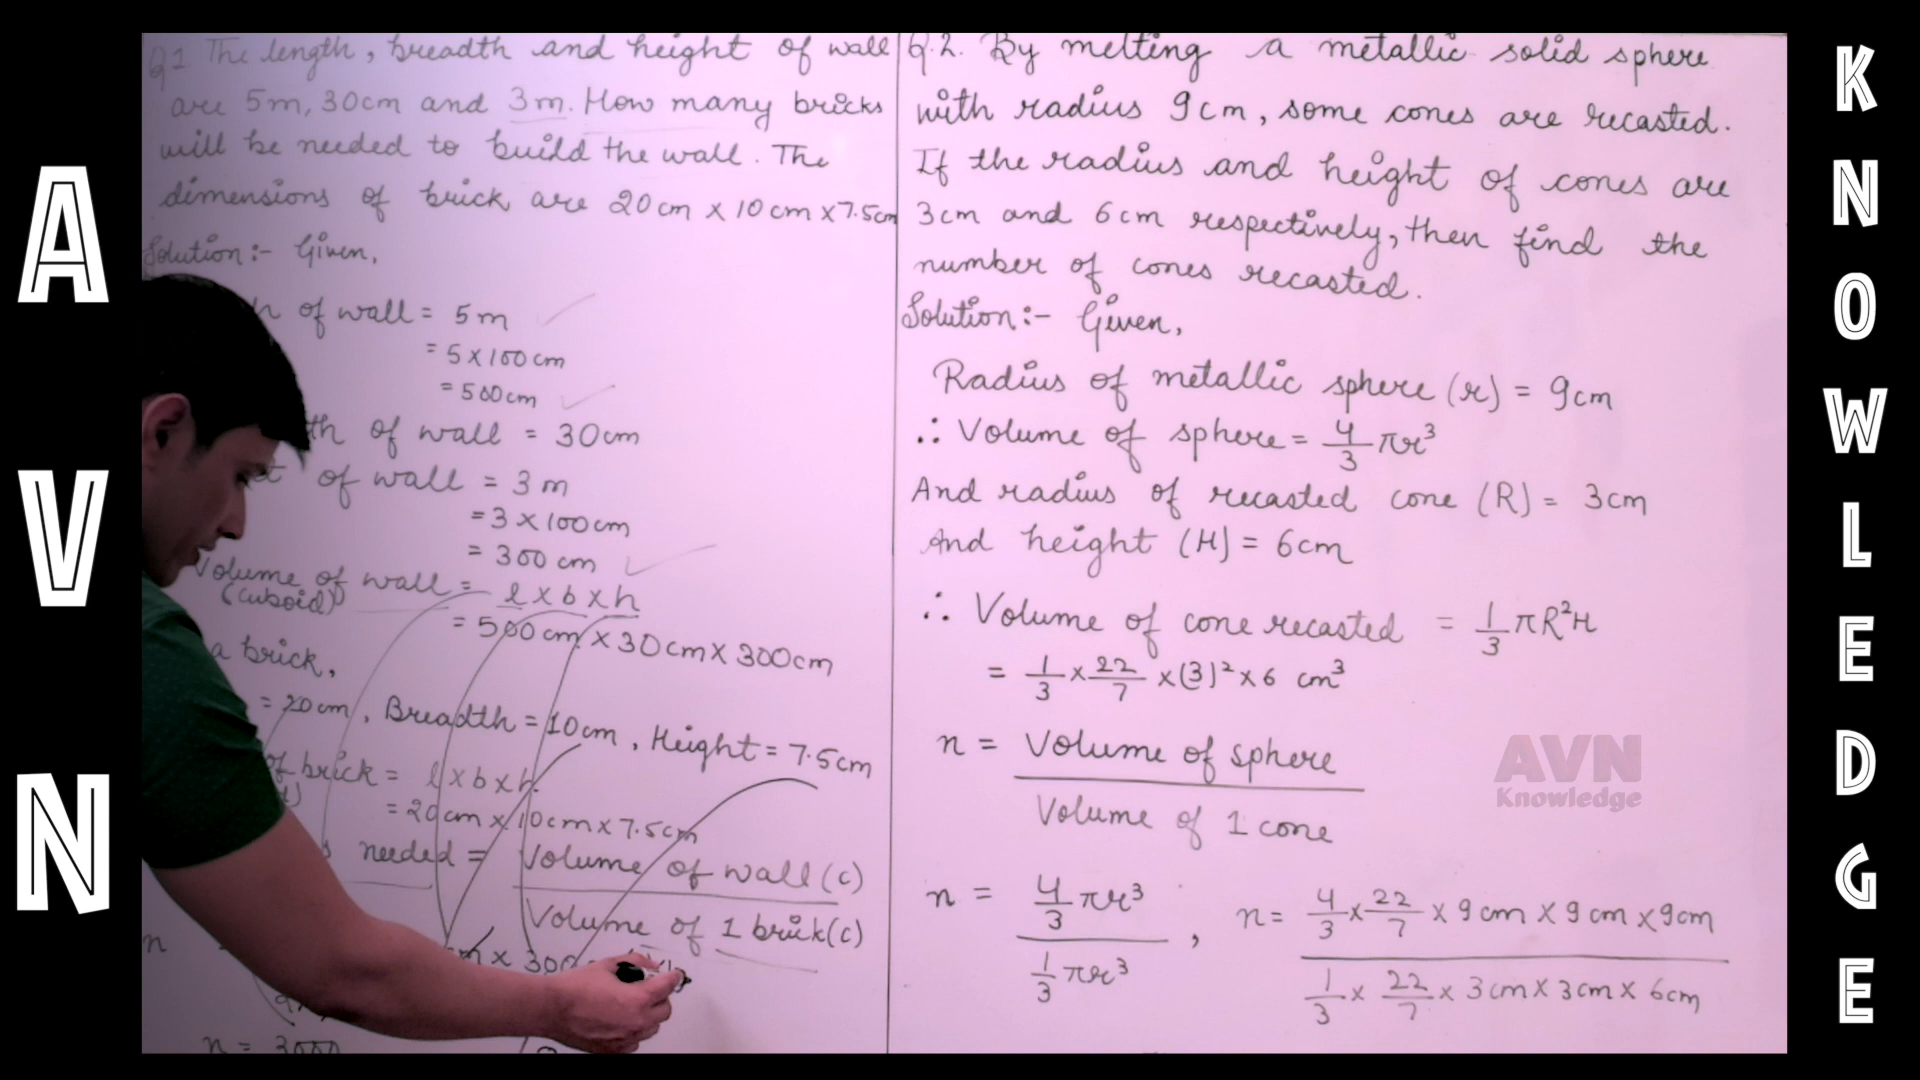 AVN
KNOWLEDGE
Q1. The length, breadth and height of wall
are 5m, 30cm and 3m. How many bricks
will be needed to build the wall. The
dimensions of brick are 20cm x 10cm x 7.5cm
Solution:- Given,
of wall = 5m
= 5 x 100cm
= 500cm
th of wall = 30cm
of wall = 3m
= 3 x 100cm
= 300 cm
Volume of wall = l x b x h
(cuboid)
= 500cm x 30cm x 300cm
a brick,
= 20cm, Breadth = 10cm, Height = 7.5cm
of brick = l x b x h
= 20cm x 10cm x 7.5cm
needed = Volume of wall (c)
Volume of 1 brick (c)
n
m x 300
n = 3000
Q.2. By melting a metallic solid sphere
with radius 9cm, some cones are recasted.
If the radius and height of cones are
3cm and 6cm respectively, then find the
number of cones recasted.
Solution:- Given,
Radius of metallic sphere (r) = 9cm
∴ Volume of sphere = 4/3 πr³
And radius of recasted cone (R) = 3cm
And height (H) = 6cm
∴ Volume of cone recasted = 1/3 πR²H
= 1/3 x 22/7 x (3)² x 6 cm³
n = Volume of sphere
Volume of 1 cone
AVN
Knowledge
n = 4/3 πr³ , n = 4/3 x 22/7 x 9cm x 9cm x 9cm
1/3 πr³ 1/3 x 22/7 x 3cm x 3cm x 6cm